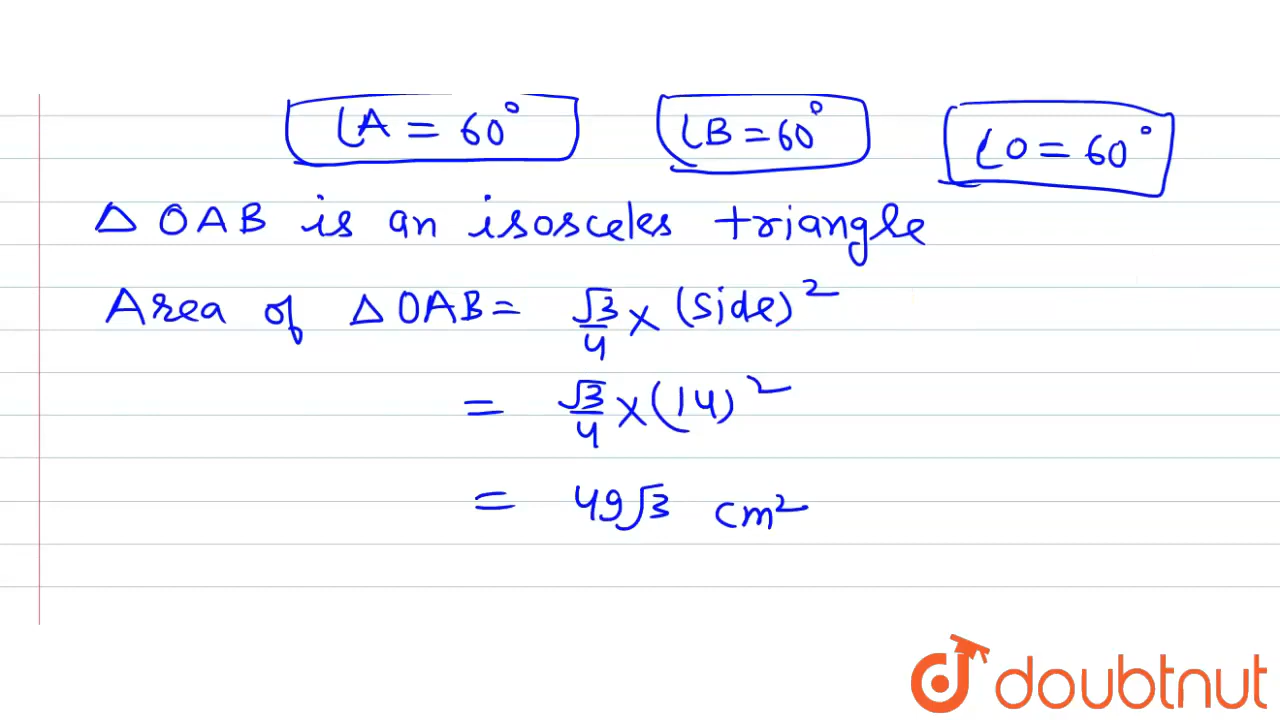 ∠A = 60° ∠B = 60° ∠O = 60°
△ OAB is an isosceles triangle
Area of △OAB = √3/4 × (Side)²
= √3/4 × (14)²
= 49√3 cm²
doubtnut